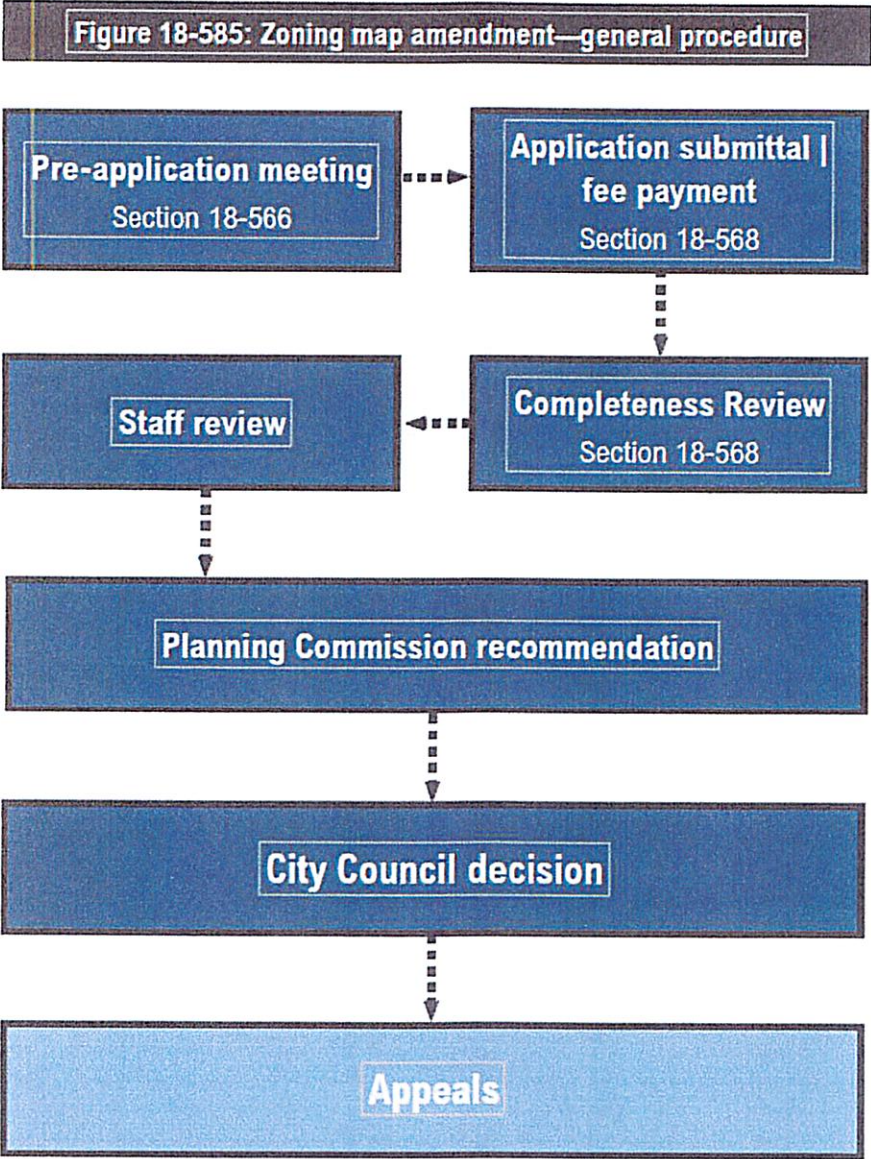 Figure 18-585: Zoning map amendment—general procedure
Pre-application meeting
Section 18-566
Application submittal |
fee payment
Section 18-568
Completeness Review
Section 18-568
Staff review
Planning Commission recommendation
City Council decision
Appeals